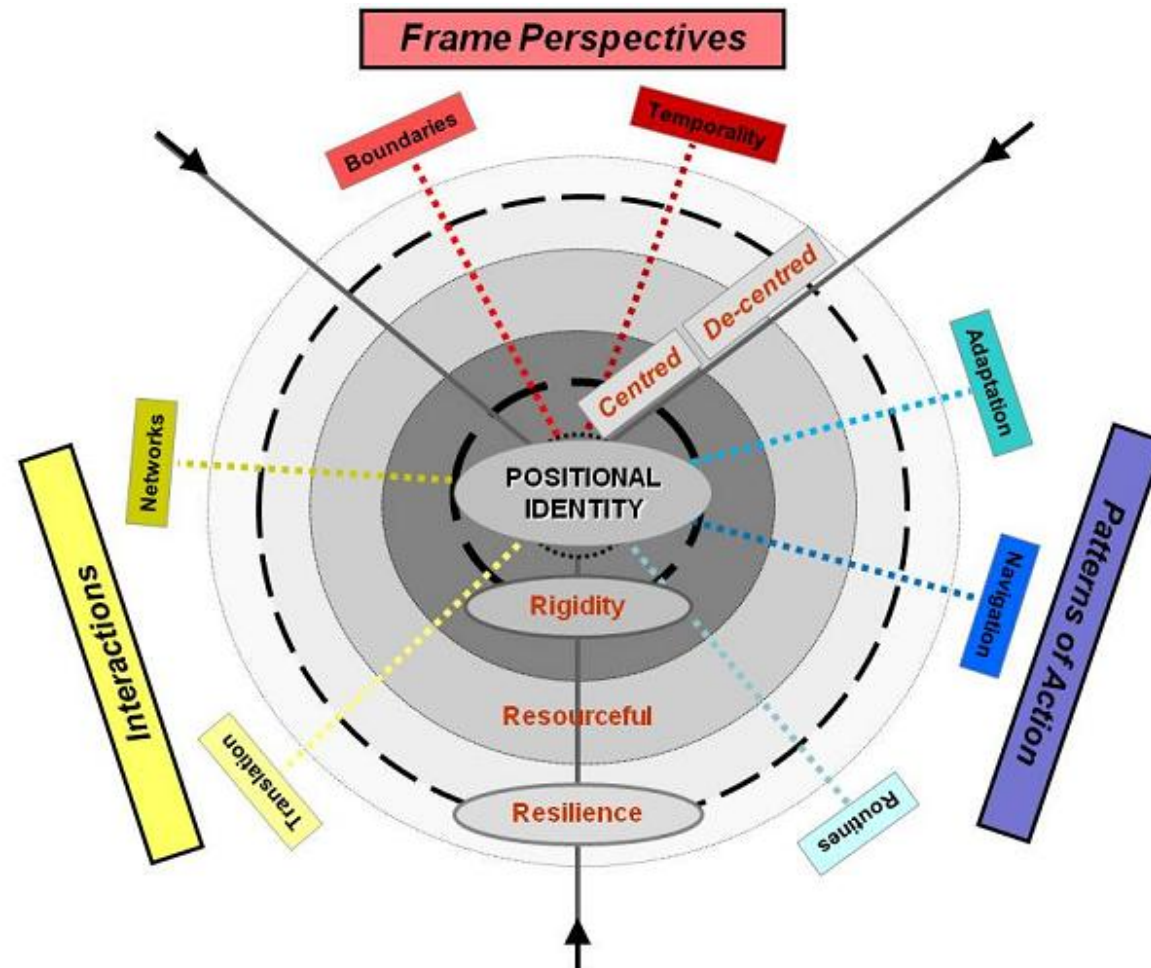 Frame Perspectives
Boundaries
Temporality
De-centred
Centred
Adaptation
Networks
POSITIONAL
IDENTITY
Navigation
Patterns of Action
Interactions
Rigidity
Resourceful
Translation
Resilience
Routines